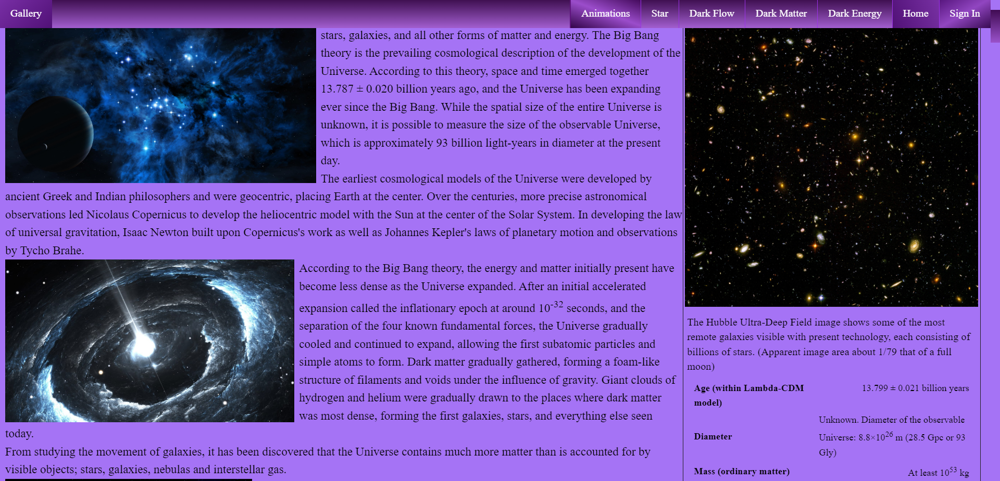 Gallery
Animations
Star
Dark Flow
Dark Matter
Dark Energy
Home
Sign In
stars, galaxies, and all other forms of matter and energy. The Big Bang
theory is the prevailing cosmological description of the development of the
Universe. According to this theory, space and time emerged together
13.787 ± 0.020 billion years ago, and the Universe has been expanding
ever since the Big Bang. While the spatial size of the entire Universe is
unknown, it is possible to measure the size of the observable Universe,
which is approximately 93 billion light-years in diameter at the present
day.
The earliest cosmological models of the Universe were developed by
ancient Greek and Indian philosophers and were geocentric, placing Earth at the center. Over the centuries, more precise astronomical
observations led Nicolaus Copernicus to develop the heliocentric model with the Sun at the center of the Solar System. In developing the law
of universal gravitation, Isaac Newton built upon Copernicus's work as well as Johannes Kepler's laws of planetary motion and observations
by Tycho Brahe.
According to the Big Bang theory, the energy and matter initially present have
become less dense as the Universe expanded. After an initial accelerated
expansion called the inflationary epoch at around 10⁻³² seconds, and the
separation of the four known fundamental forces, the Universe gradually
cooled and continued to expand, allowing the first subatomic particles and
simple atoms to form. Dark matter gradually gathered, forming a foam-like
structure of filaments and voids under the influence of gravity. Giant clouds of
hydrogen and helium were gradually drawn to the places where dark matter
was most dense, forming the first galaxies, stars, and everything else seen
today.
From studying the movement of galaxies, it has been discovered that the Universe contains much more matter than is accounted for by
visible objects; stars, galaxies, nebulas and interstellar gas.
The Hubble Ultra-Deep Field image shows some of the most
remote galaxies visible with present technology, each consisting of
billions of stars. (Apparent image area about 1/79 that of a full
moon)
Age (within Lambda-CDM
model)
13.799 ± 0.021 billion years
Diameter
Unknown. Diameter of the observable
Universe: 8.8×10²⁶ m (28.5 Gpc or 93
Gly)
Mass (ordinary matter)
At least 10⁵³ kg